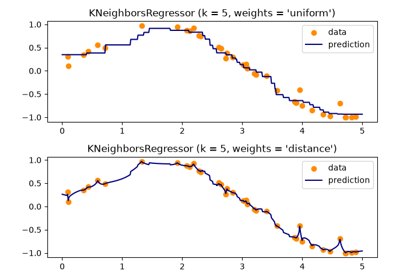 KNeighborsRegressor (k = 5, weights = 'uniform')
1.0
0.5
0.0
−0.5
−1.0
data
prediction
0 1 2 3 4 5
KNeighborsRegressor (k = 5, weights = 'distance')
1.0
0.5
0.0
−0.5
−1.0
data
prediction
0 1 2 3 4 5